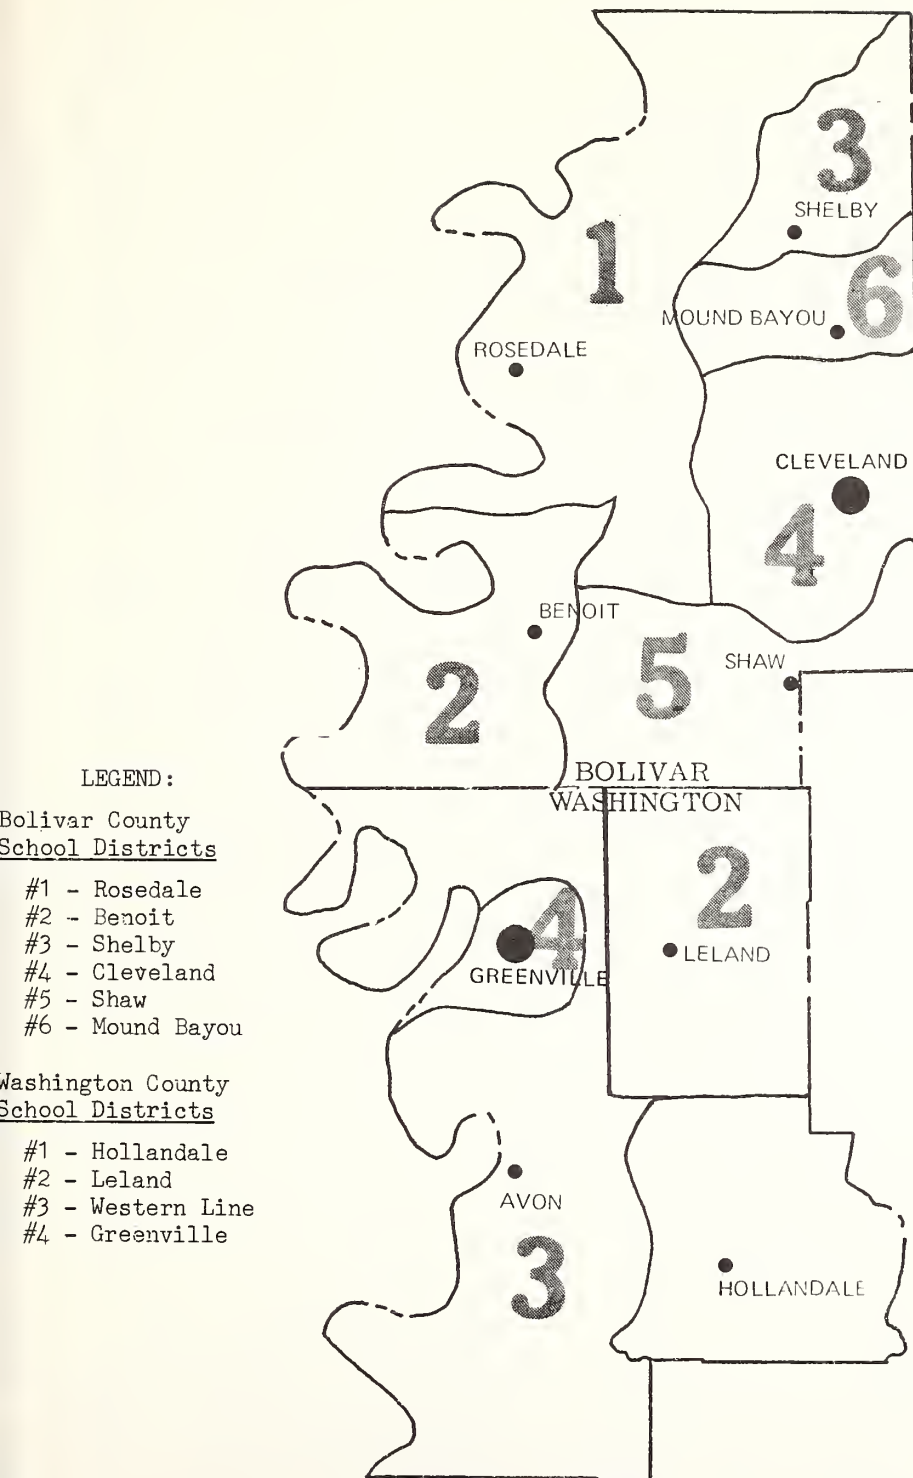 3
SHELBY
1
6
MOUND BAYOU
ROSEDALE
CLEVELAND
4
BENOIT
5
SHAW
2
BOLIVAR
WASHINGTON
LEGEND:
Bolivar County
School Districts
#1 - Rosedale
#2 - Benoit
#3 - Shelby
#4 - Cleveland
#5 - Shaw
#6 - Mound Bayou
Washington County
School Districts
#1 - Hollandale
#2 - Leland
#3 - Western Line
#4 - Greenville
2
4
LELAND
GREENVILLE
AVON
3
HOLLANDALE